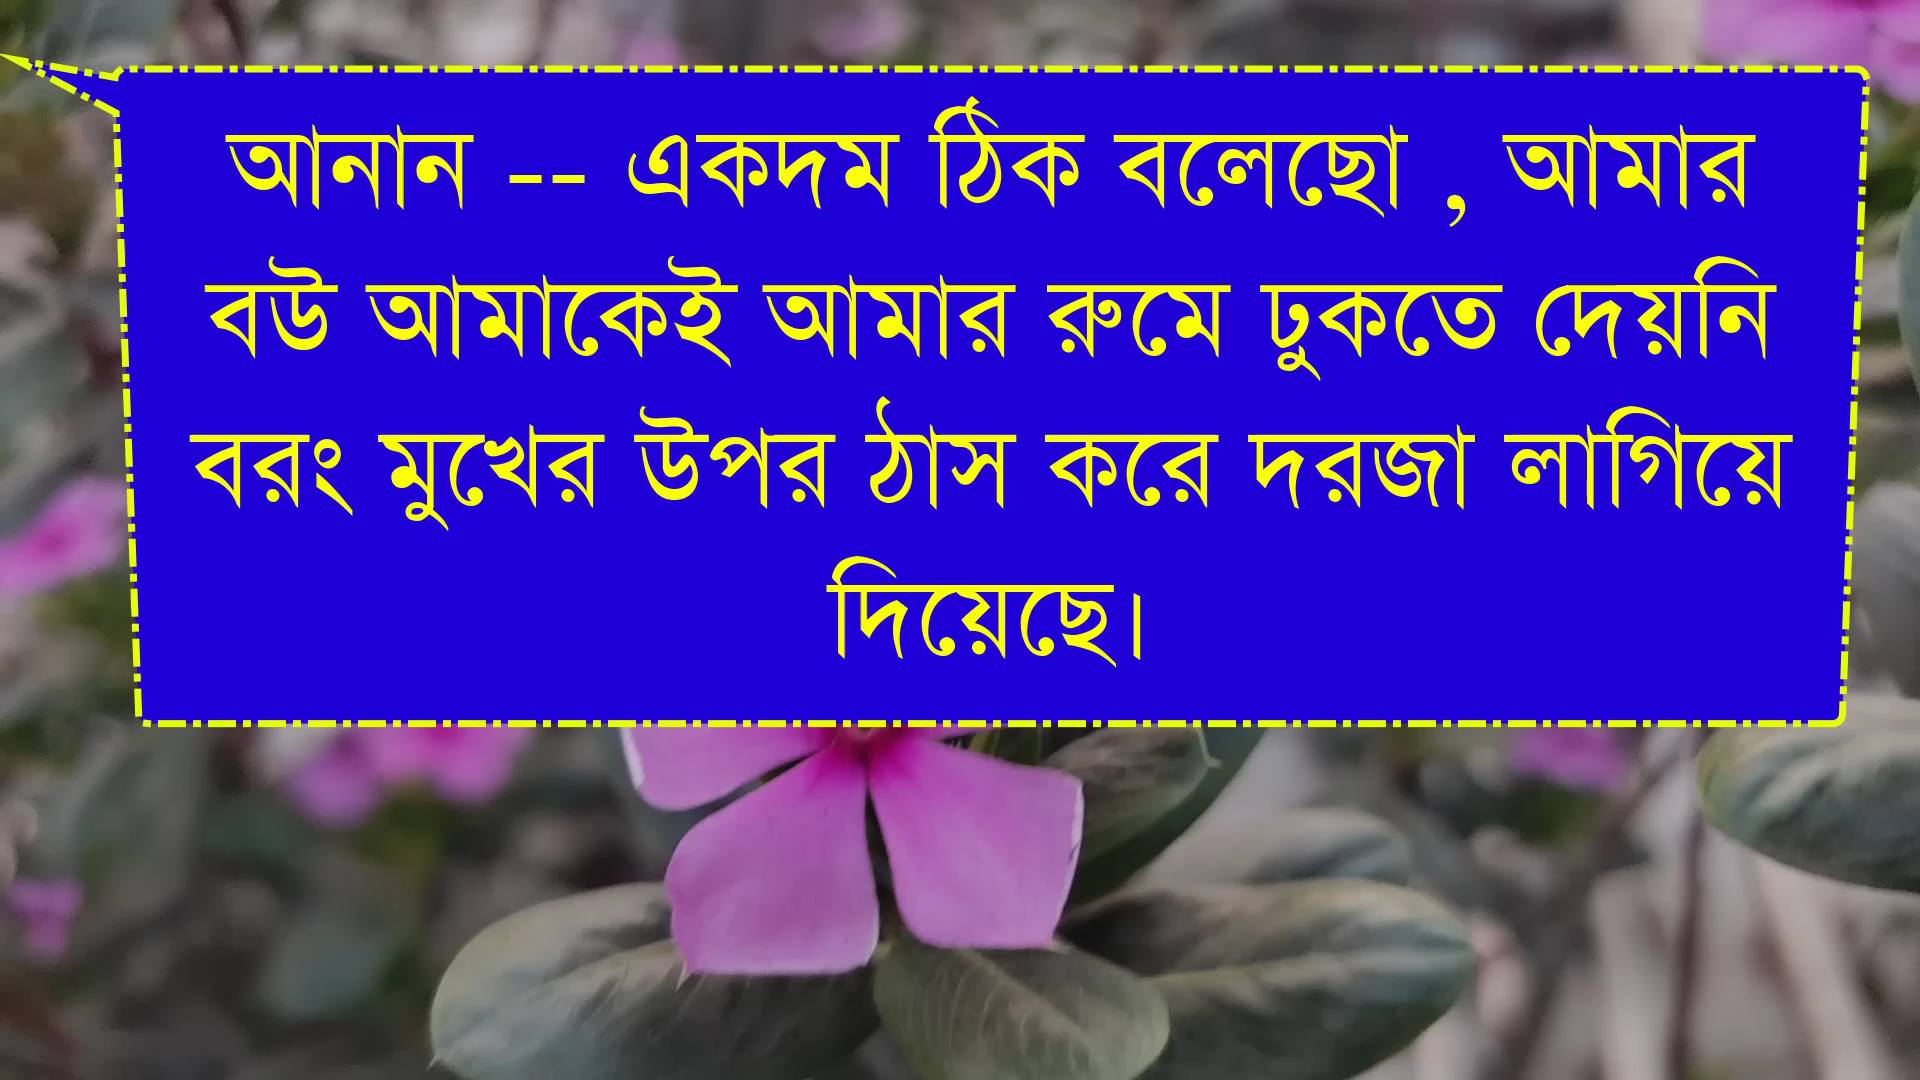 আনান -- একদম ঠিক বলেছো , আমার
বউ আমাকেই আমার রুমে ঢুকতে দেয়নি
বরং মুখের উপর ঠাস করে দরজা লাগিয়ে
দিয়েছে।